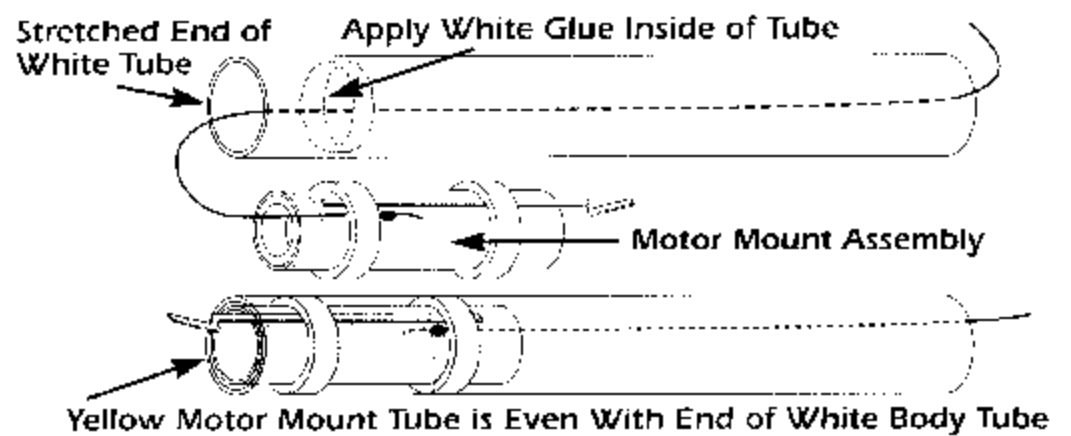 Stretched End of
White Tube
Apply White Glue Inside of Tube
Motor Mount Assembly
Yellow Motor Mount Tube is Even With End of White Body Tube